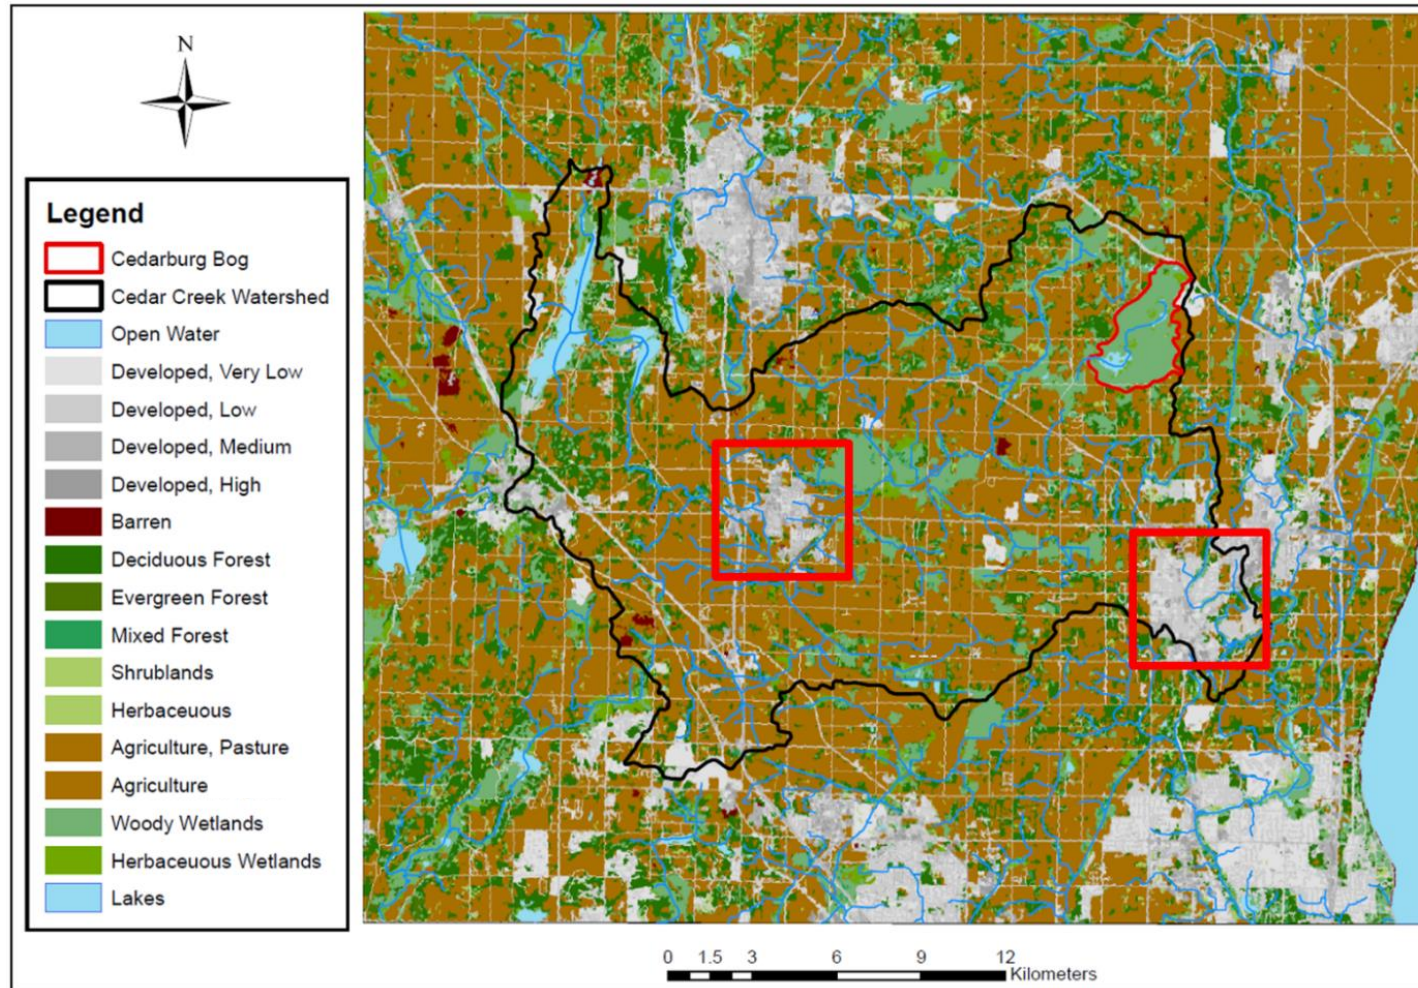 N
Legend
Cedarburg Bog
Cedar Creek Watershed
Open Water
Developed, Very Low
Developed, Low
Developed, Medium
Developed, High
Barren
Deciduous Forest
Evergreen Forest
Mixed Forest
Shrublands
Herbaceuous
Agriculture, Pasture
Agriculture
Woody Wetlands
Herbaceuous Wetlands
Lakes
0 1.5 3 6 9 12
Kilometers